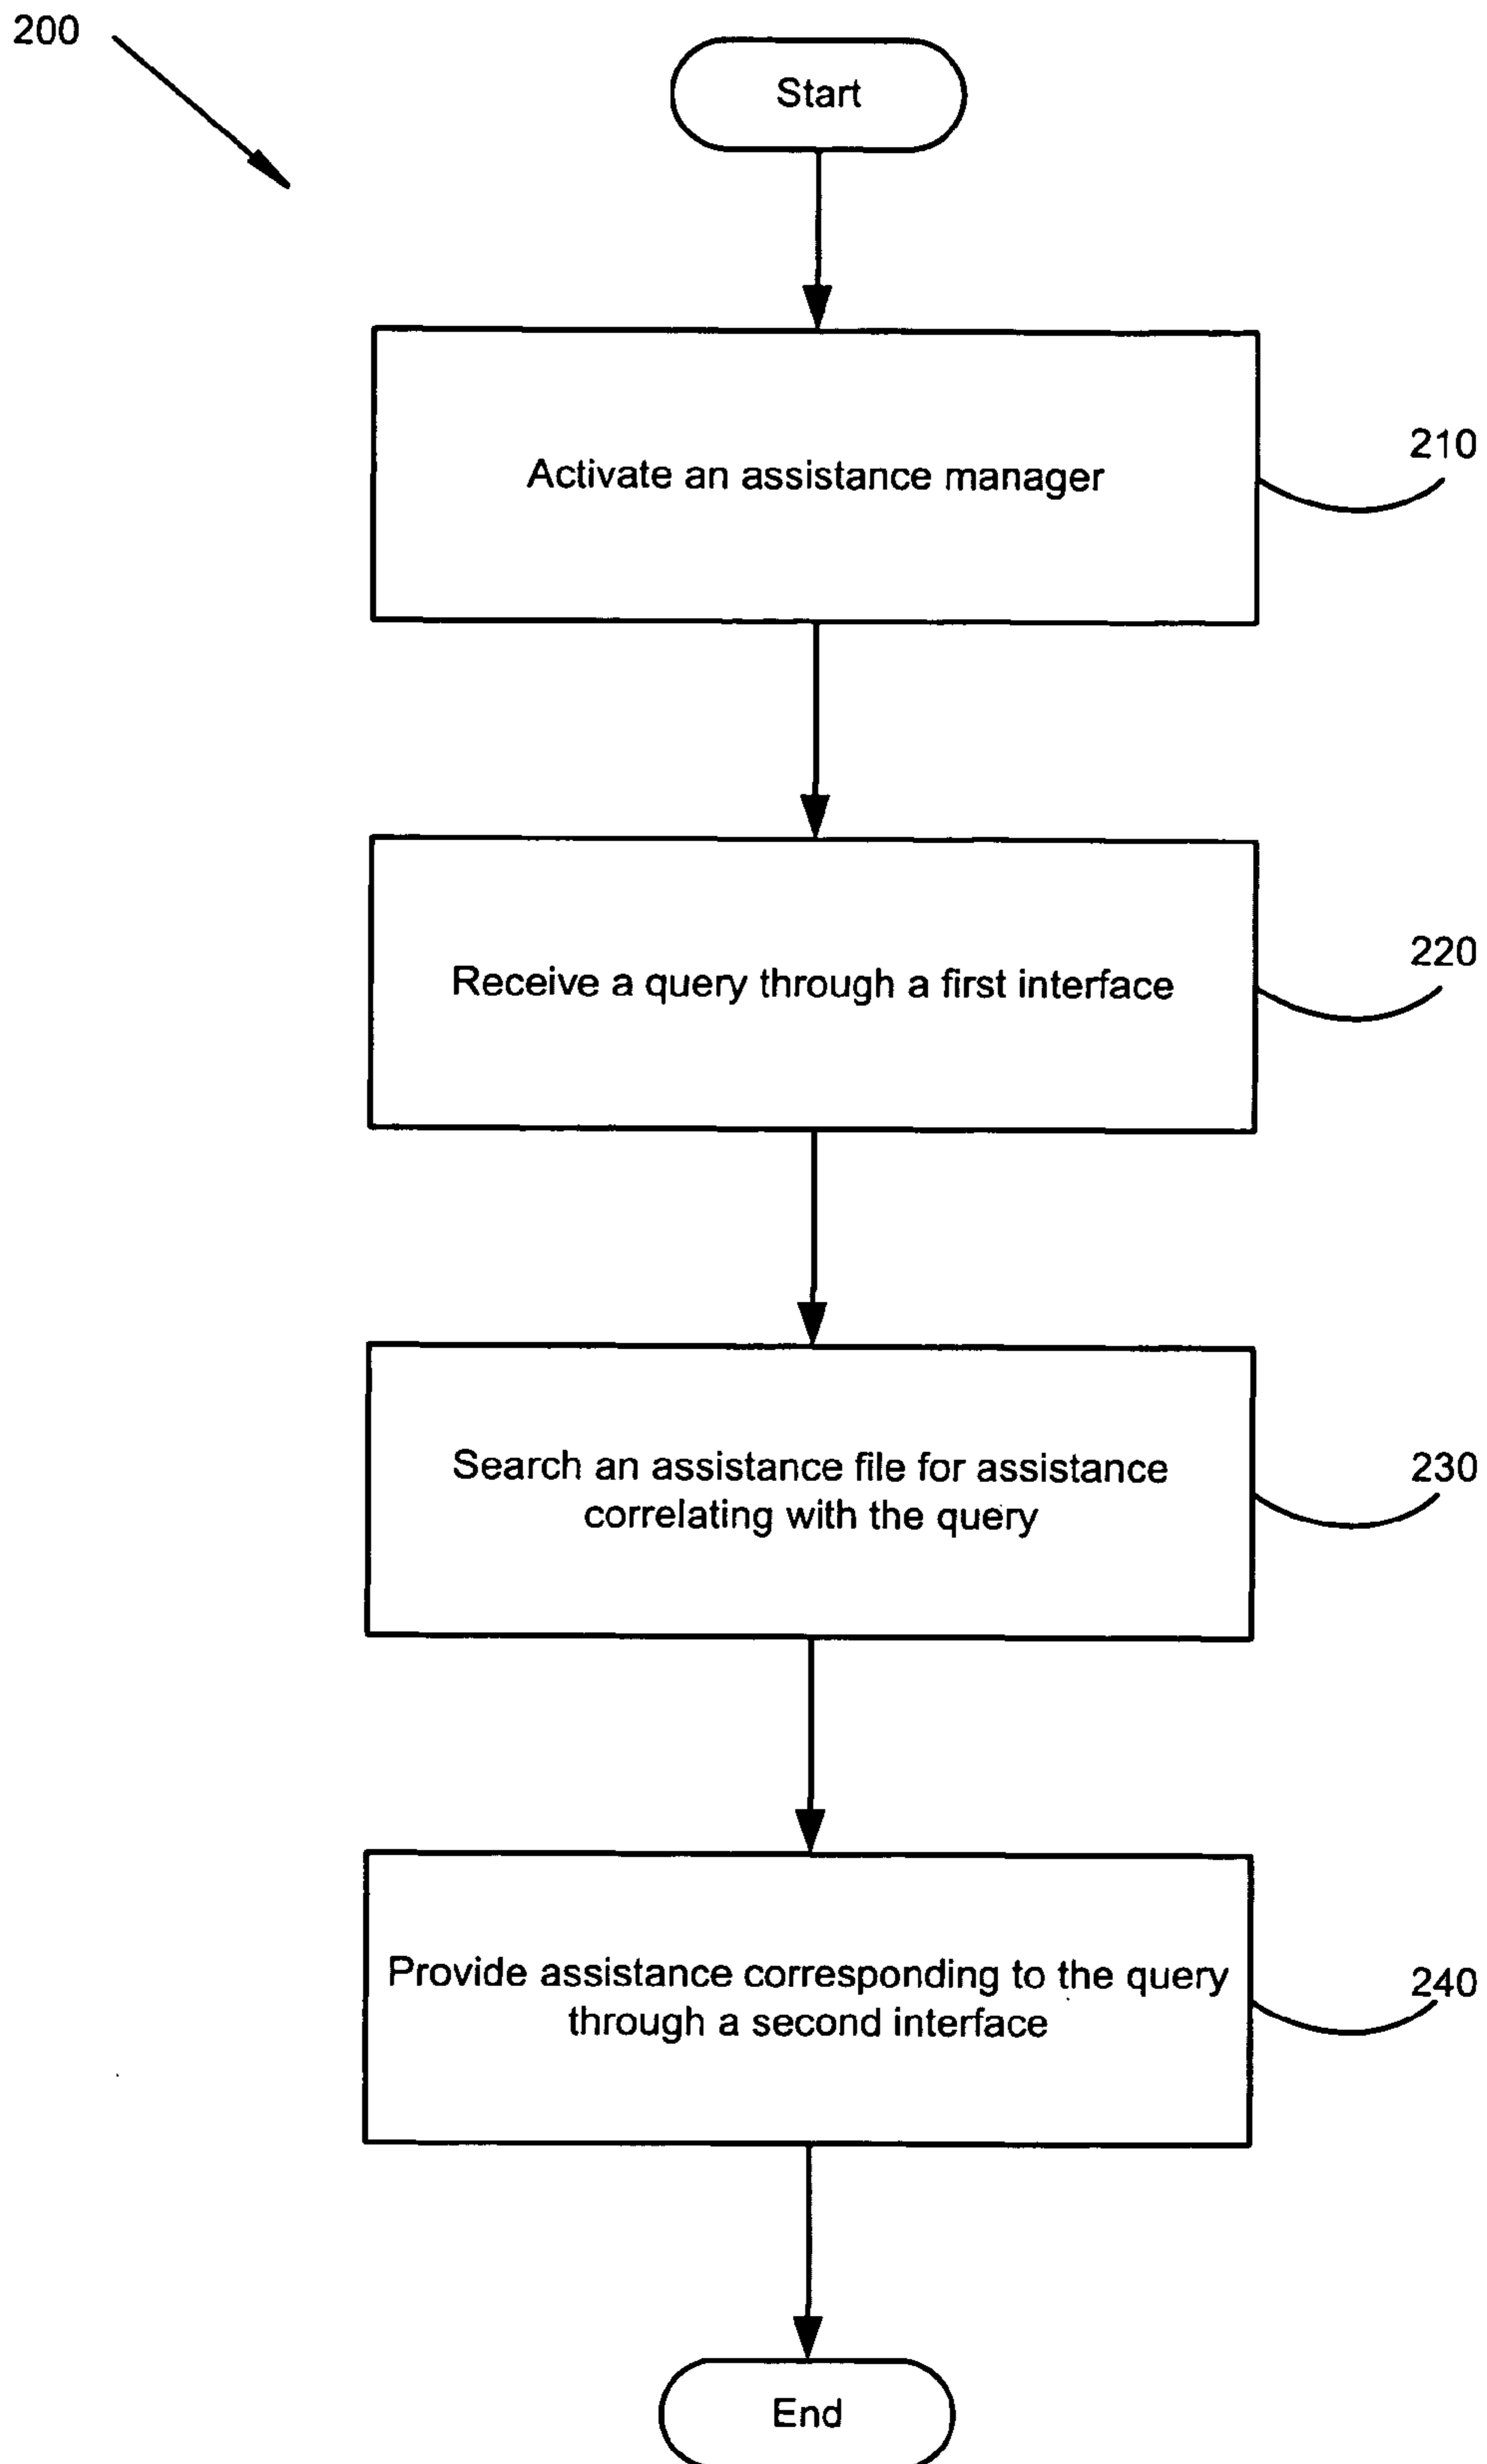 200
Start
Activate an assistance manager
210
Receive a query through a first interface
220
Search an assistance file for assistance
correlating with the query
230
Provide assistance corresponding to the query
through a second interface
240
End